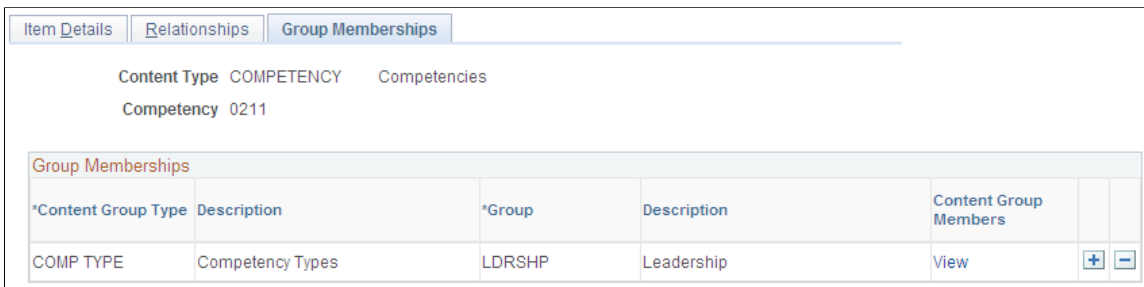 Item Details Relationships Group Memberships
Content Type COMPETENCY Competencies
Competency 0211
Group Memberships
*Content Group Type Description *Group Description Content Group Members
COMP TYPE Competency Types LDRSHP Leadership View + -